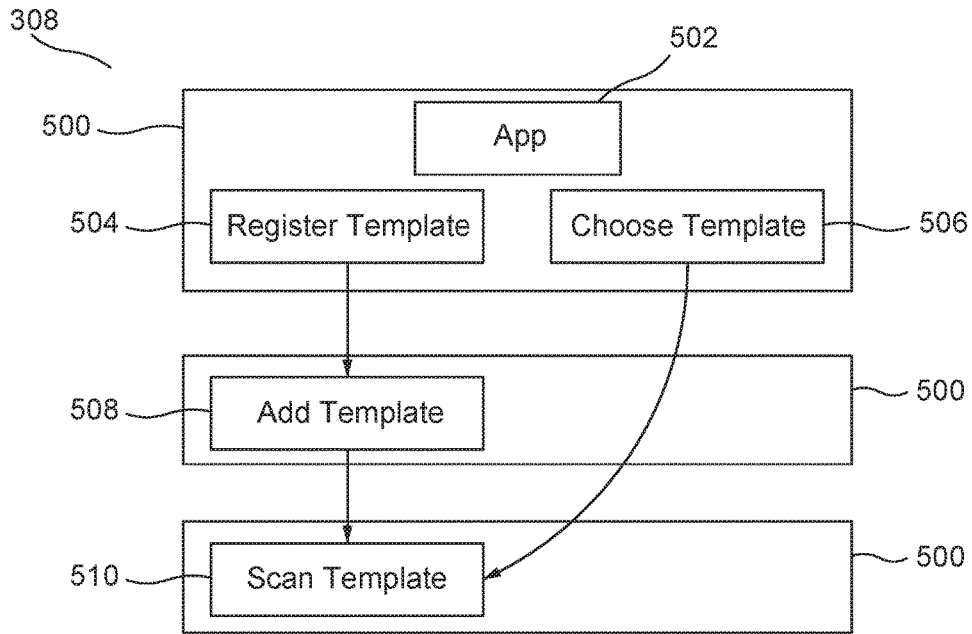 308
502
500
App
504
Register Template
Choose Template
506
508
Add Template
500
510
Scan Template
500